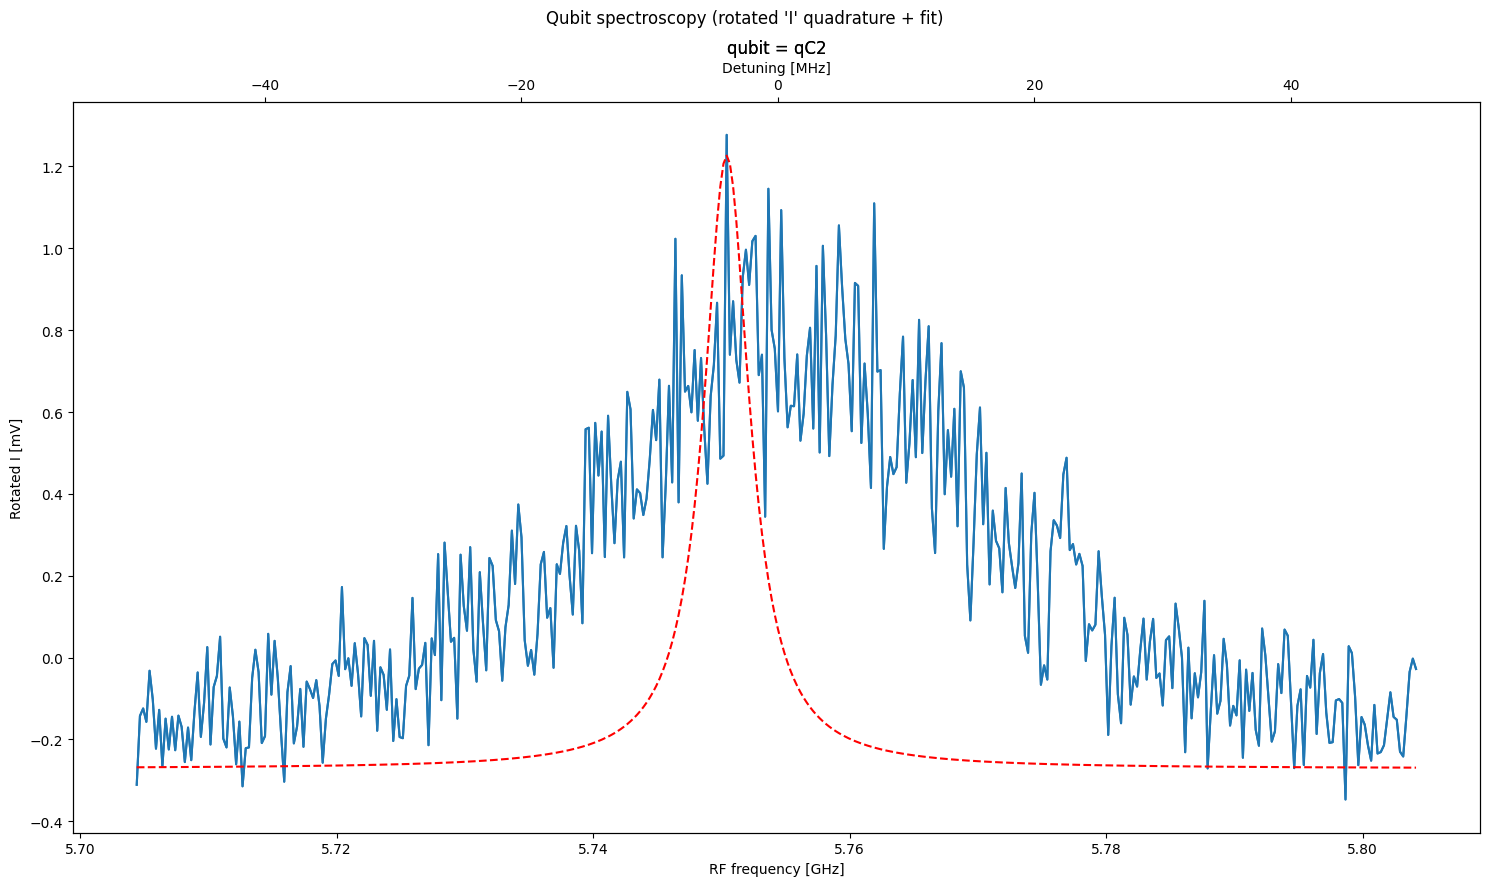 Qubit spectroscopy (rotated 'I' quadrature + fit)
qubit = qC2
Detuning [MHz]
−40 −20 0 20 40
1.2
1.0
0.8
0.6
0.4
0.2
0.0
−0.2
−0.4
Rotated I [mV]
5.70 5.72 5.74 5.76 5.78 5.80
RF frequency [GHz]